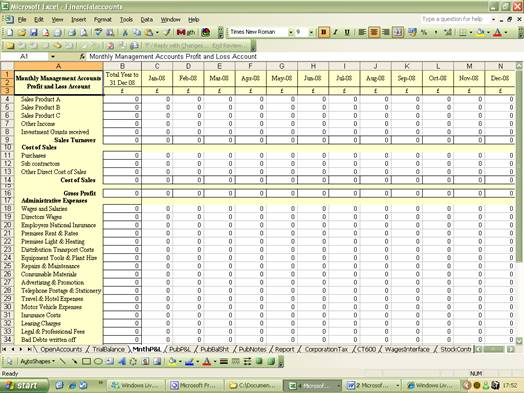 Microsoft Excel - Financialaccounts
File Edit View Insert Format Tools Data Window Help
Type a question for help
Times New Roman 9 B I U
Reply with Changes... End Review...
A1 fx Monthly Management Accounts Profit and Loss Account
A B C D E F G H I J K L M N
1 Monthly Management Accounts Total Year to Jan-08 Feb-08 Mar-08 Apr-08 May-08 Jun-08 Jul-08 Aug-08 Sep-08 Oct-08 Nov-08 Dec-08
2 Profit and Loss Account 31 Dec 08
3 £ £ £ £ £ £ £ £ £ £ £ £ £
4 Sales Product A 0 0 0 0 0 0 0 0 0 0 0 0 0
5 Sales Product B 0 0 0 0 0 0 0 0 0 0 0 0 0
6 Sales Product C 0 0 0 0 0 0 0 0 0 0 0 0 0
7 Other Income 0 0 0 0 0 0 0 0 0 0 0 0 0
8 Investment Grants received 0 0 0 0 0 0 0 0 0 0 0 0 0
9 Sales Turnover 0 0 0 0 0 0 0 0 0 0 0 0 0
10 Cost of Sales
11 Purchases 0 0 0 0 0 0 0 0 0 0 0 0 0
12 Sub contractors 0 0 0 0 0 0 0 0 0 0 0 0 0
13 Other Direct Cost of Sales 0 0 0 0 0 0 0 0 0 0 0 0 0
14 Cost of Sales 0 0 0 0 0 0 0 0 0 0 0 0 0
15
16 Gross Profit 0 0 0 0 0 0 0 0 0 0 0 0 0
17 Administrative Expenses
18 Wages and Salaries 0 0 0 0 0 0 0 0 0 0 0 0 0
19 Directors Wages 0 0 0 0 0 0 0 0 0 0 0 0 0
20 Employers National Insurance 0 0 0 0 0 0 0 0 0 0 0 0 0
21 Premises Rent & Rates 0 0 0 0 0 0 0 0 0 0 0 0 0
22 Premises Light & Heating 0 0 0 0 0 0 0 0 0 0 0 0 0
23 Distribution Transport Costs 0 0 0 0 0 0 0 0 0 0 0 0 0
24 Equipment Tools & Plant Hire 0 0 0 0 0 0 0 0 0 0 0 0 0
25 Repairs & Maintenance 0 0 0 0 0 0 0 0 0 0 0 0 0
26 Consumable Materials 0 0 0 0 0 0 0 0 0 0 0 0 0
27 Advertising & Promotion 0 0 0 0 0 0 0 0 0 0 0 0 0
28 Telephone Postage & Stationery 0 0 0 0 0 0 0 0 0 0 0 0 0
29 Travel & Hotel Expenses 0 0 0 0 0 0 0 0 0 0 0 0 0
30 Motor Vehicle Expenses 0 0 0 0 0 0 0 0 0 0 0 0 0
31 Insurance Costs 0 0 0 0 0 0 0 0 0 0 0 0 0
32 Leasing Charges 0 0 0 0 0 0 0 0 0 0 0 0 0
33 Legal & Professional Fees 0 0 0 0 0 0 0 0 0 0 0 0 0
34 Bad Debts written off 0 0 0 0 0 0 0 0 0 0 0 0 0
OpenAccounts TrialBalance MnthP&L PubP&L PubBalSht PubNotes Report CorporationTax CT600 WagesInterface StockContr
AutoShapes
Ready NUM
start Windows Liv... Microsoft Pr... C:\Documen... Microsof... 2 Microsof... Windows Liv... 17:52